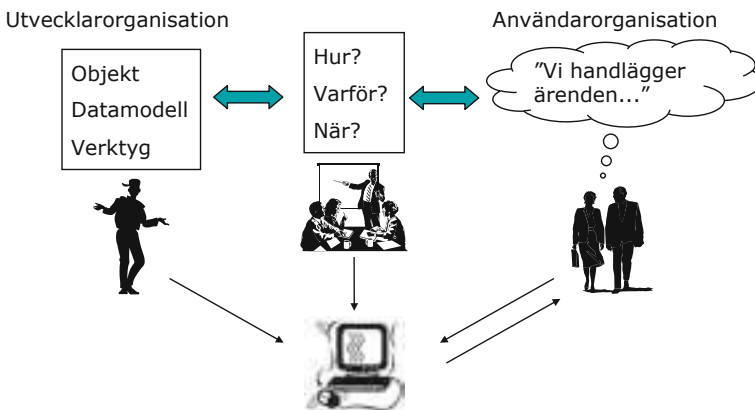 Utvecklarorganisation
Användarorganisation
Objekt
Datamodell
Verktyg
Hur?
Varför?
När?
”Vi handlägger
ärenden...”